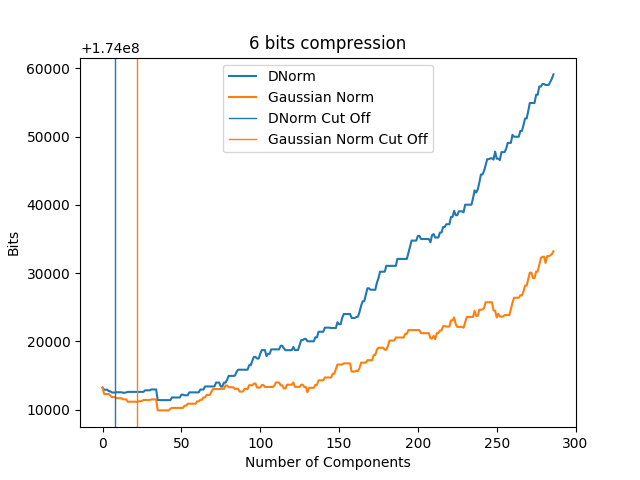 6 bits compression
+1.74e8
60000
50000
40000
30000
20000
10000
Bits
DNorm
Gaussian Norm
DNorm Cut Off
Gaussian Norm Cut Off
0 50 100 150 200 250 300
Number of Components